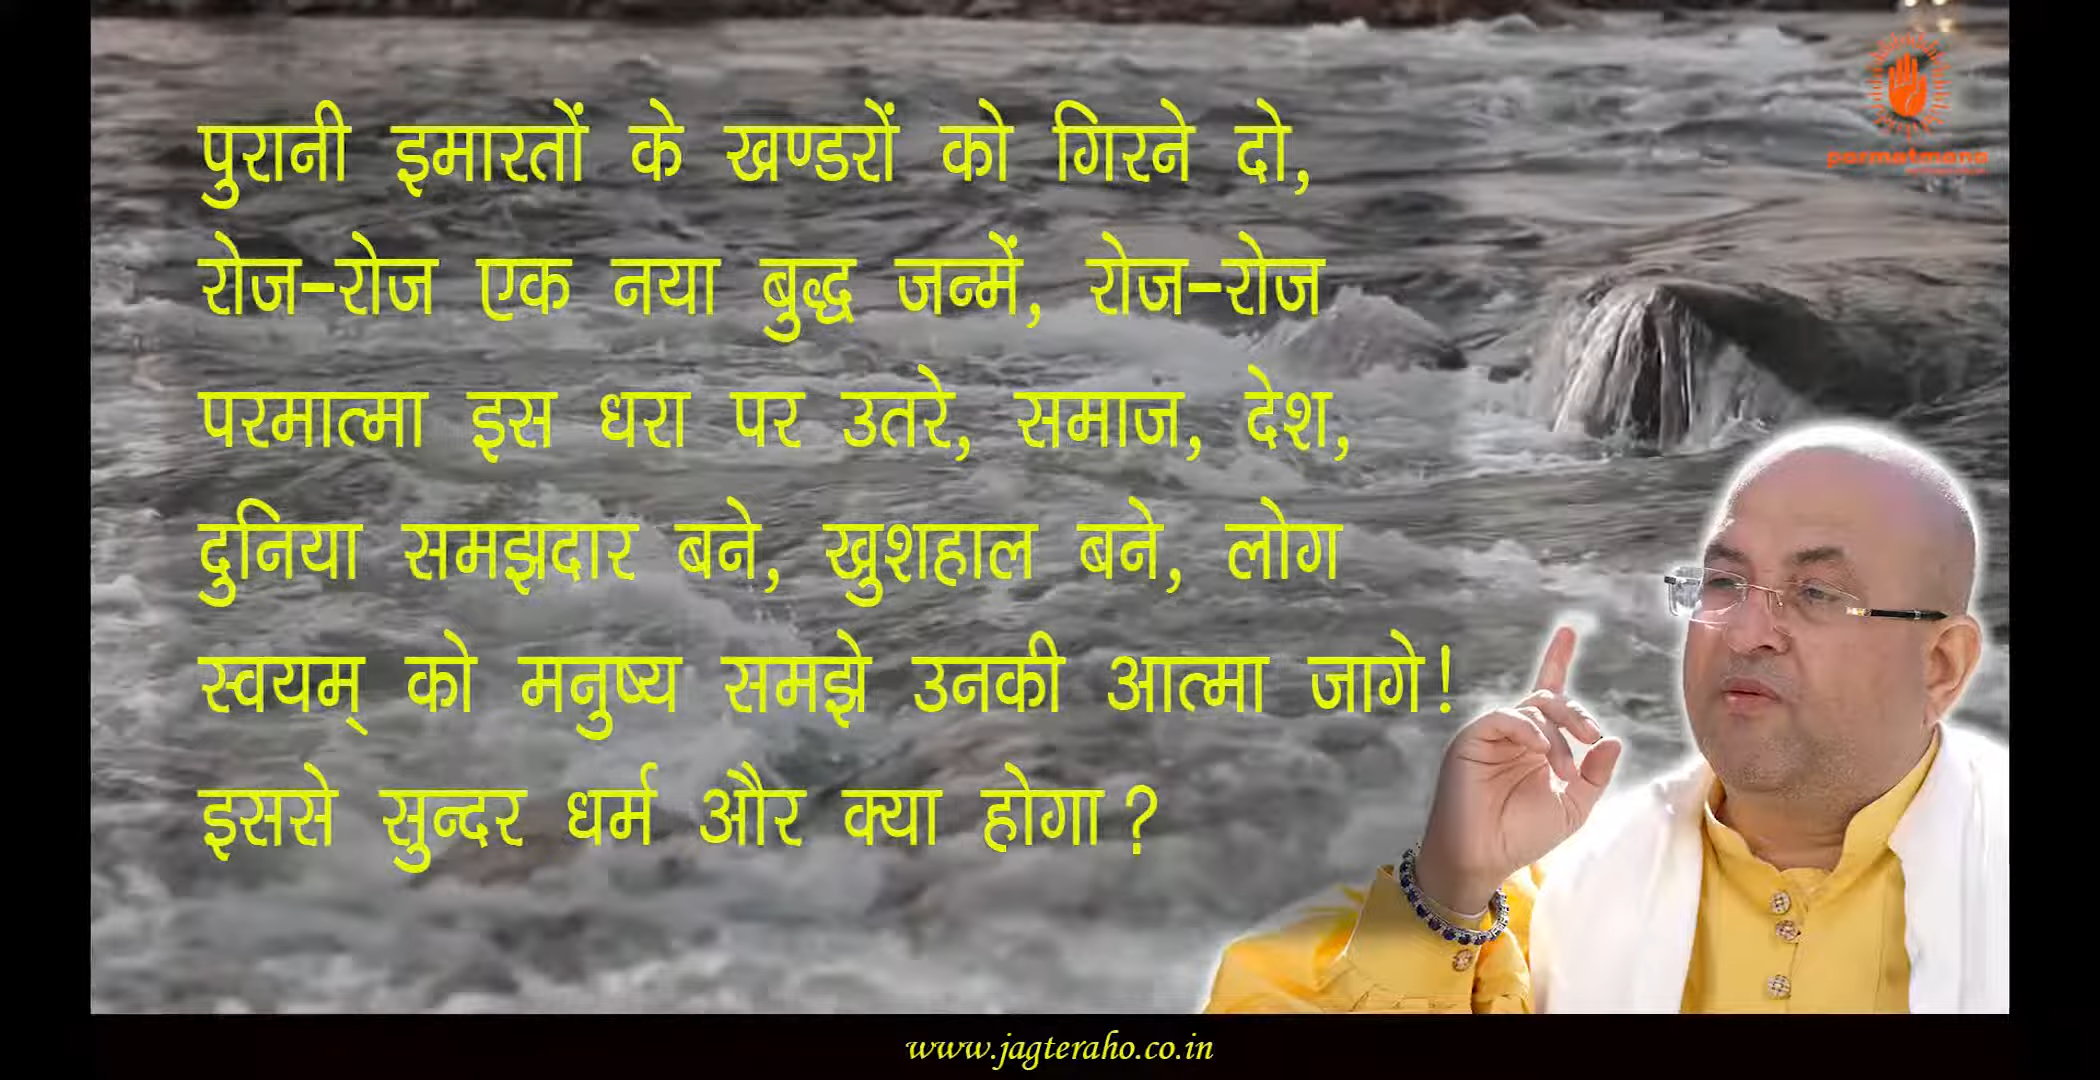 parmatmana
पुरानी इमारतों के खण्डरों को गिरने दो,
रोज-रोज एक नया बुद्ध जन्में, रोज-रोज
परमात्मा इस धरा पर उतरे, समाज, देश,
दुनिया समझदार बने, खुशहाल बने, लोग
स्वयम् को मनुष्य समझे उनकी आत्मा जागे!
इससे सुन्दर धर्म और क्या होगा?
www.jagteraho.co.in